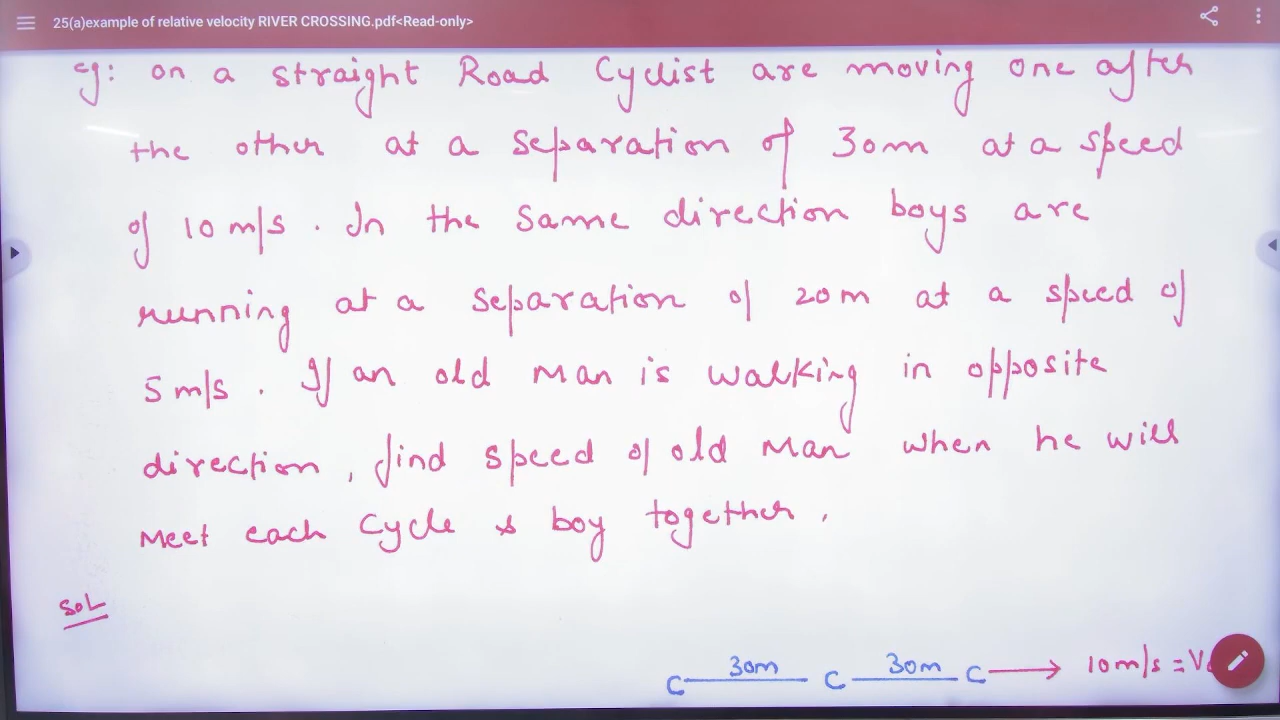 25(a)example of relative velocity RIVER CROSSING.pdf<Read-only>
eg: on a straight Road Cyclist are moving one after
the other at a separation of 30m at a speed
of 10 m/s. In the same direction boys are
running at a separation of 20m at a speed of
5 m/s. If an old man is walking in opposite
direction, find speed of old man when he will
meet each cycle & boy together.
Sol
30m 30m
C C C 10 m/s = V